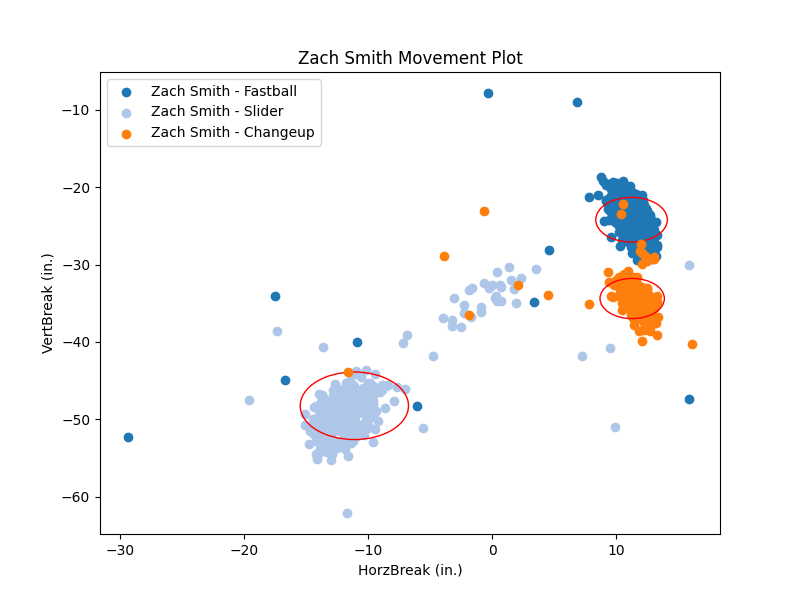 Zach Smith Movement Plot
Zach Smith - Fastball
Zach Smith - Slider
Zach Smith - Changeup
VertBreak (in.)
−10
−20
−30
−40
−50
−60
−30
−20
−10
0
10
HorzBreak (in.)